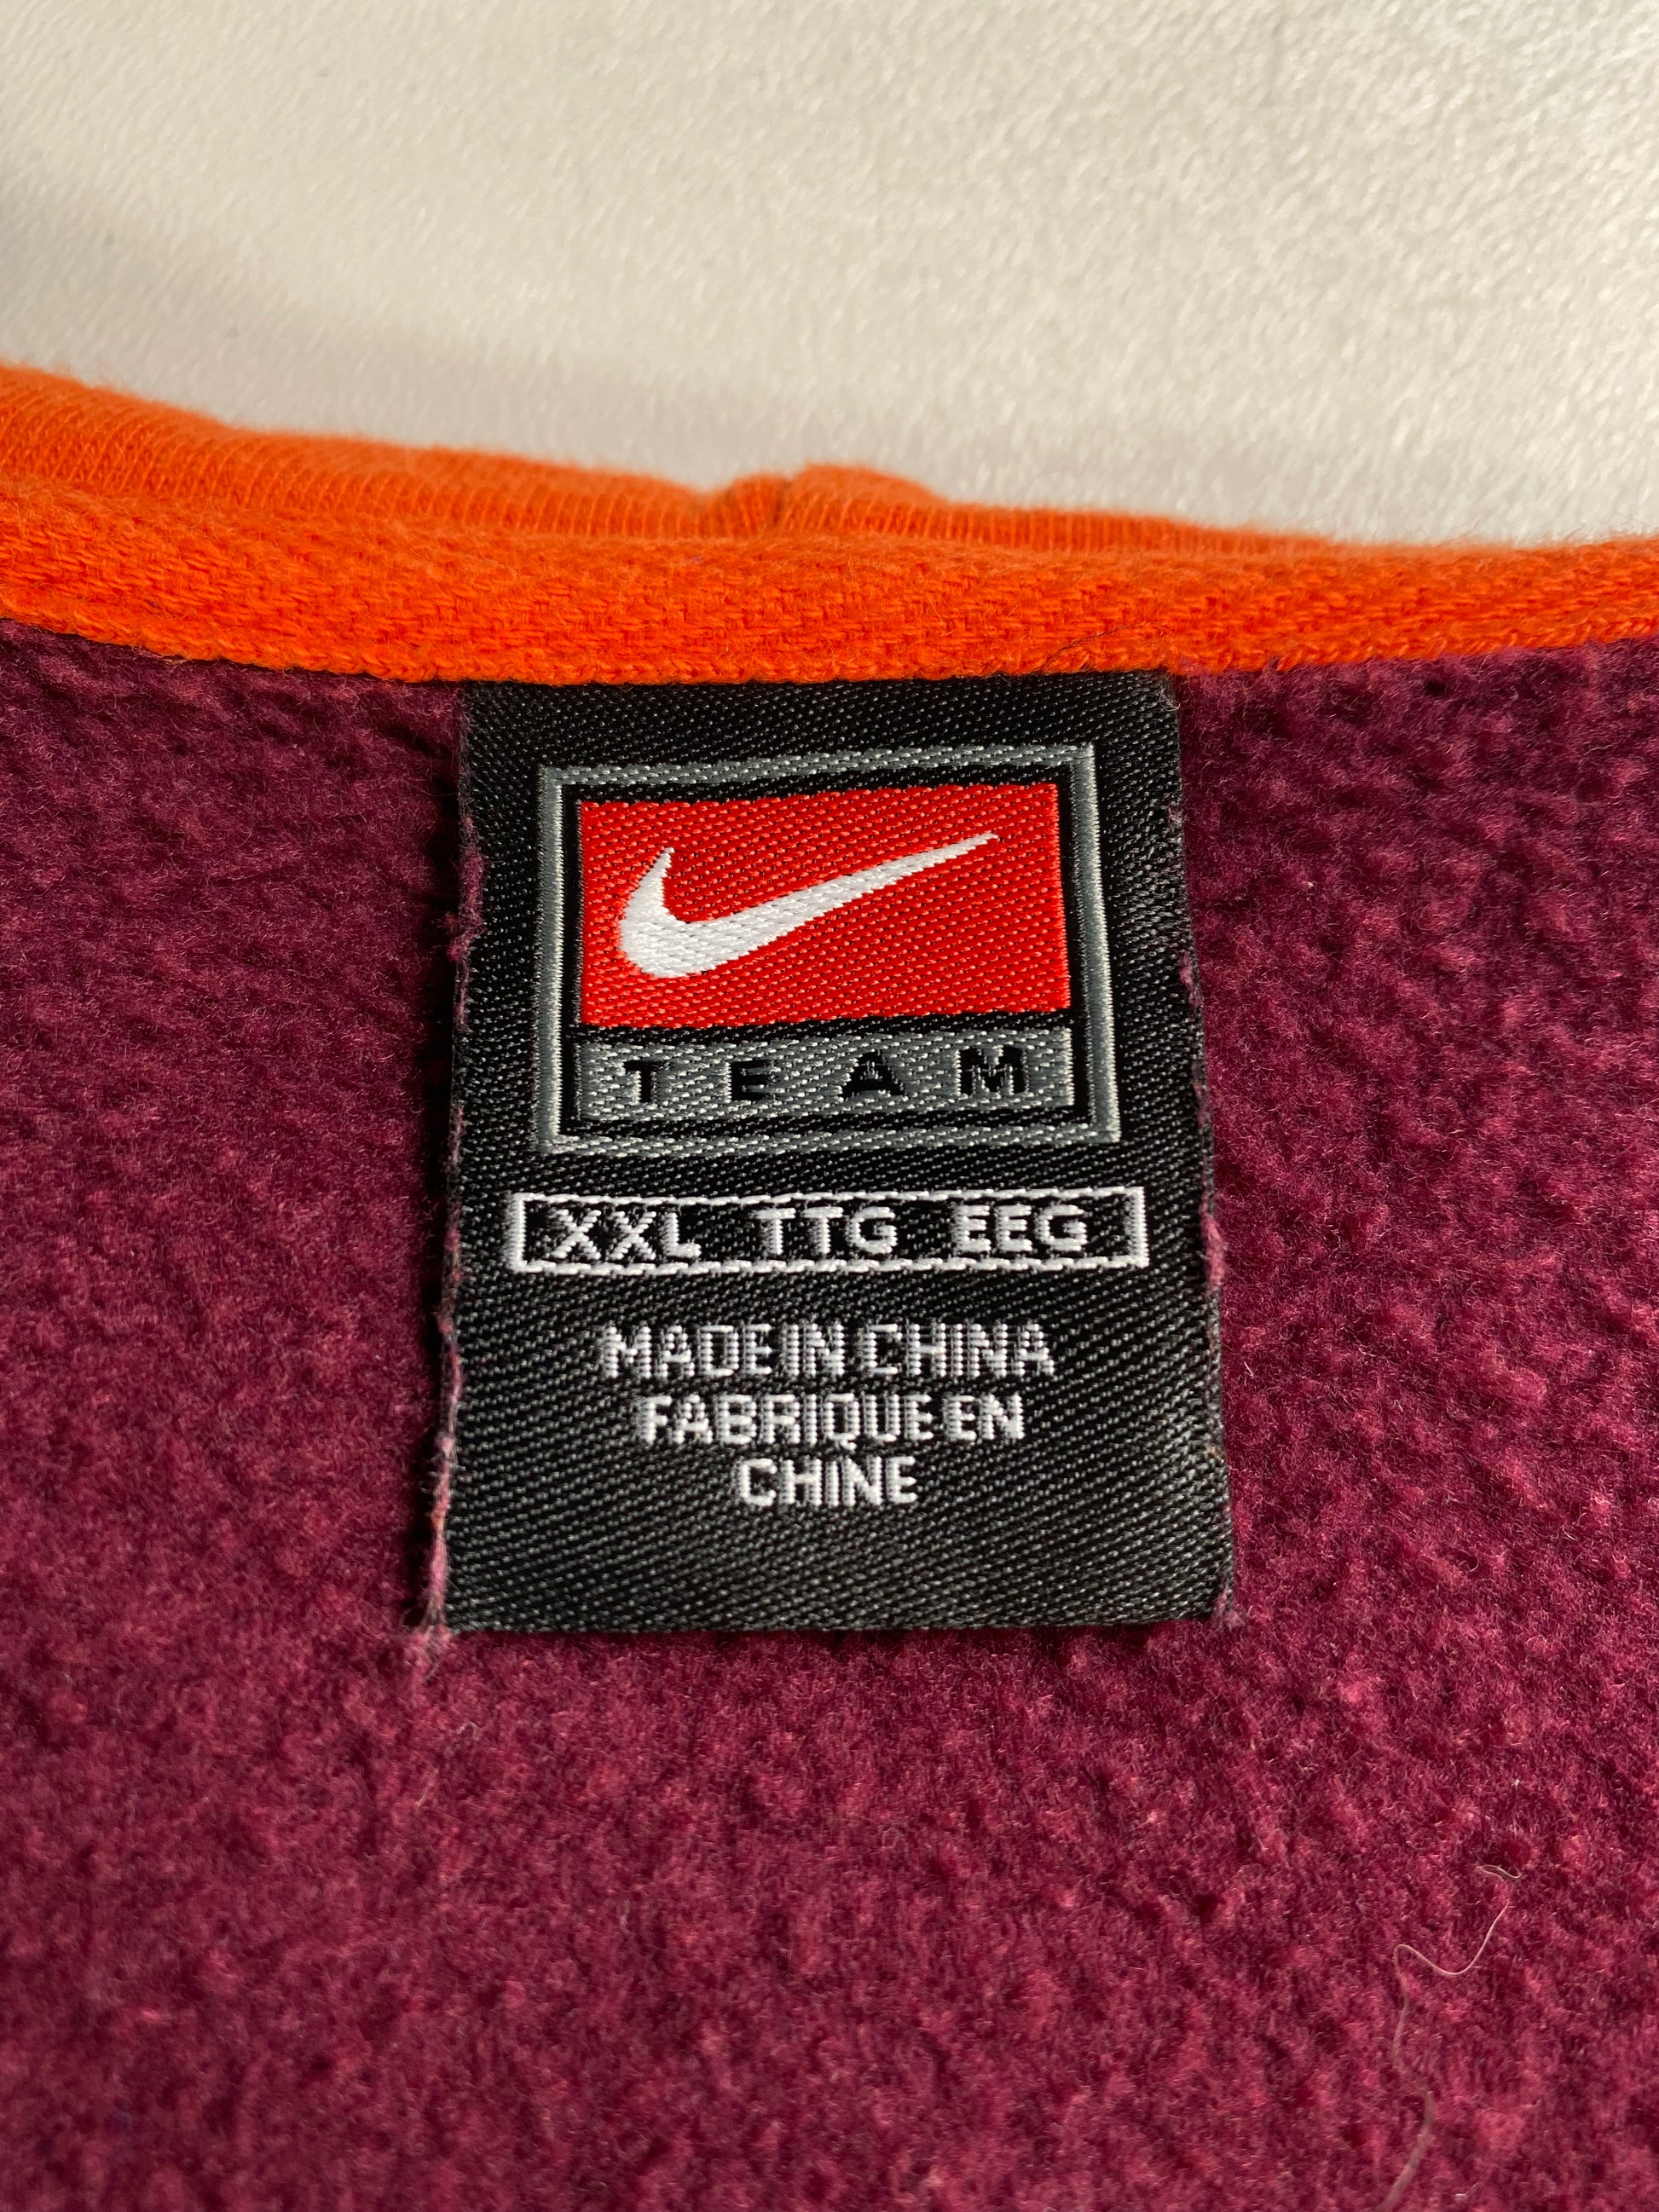 TEAM
XXL TTG EEG
MADE IN CHINA
FABRIQUE EN
CHINE